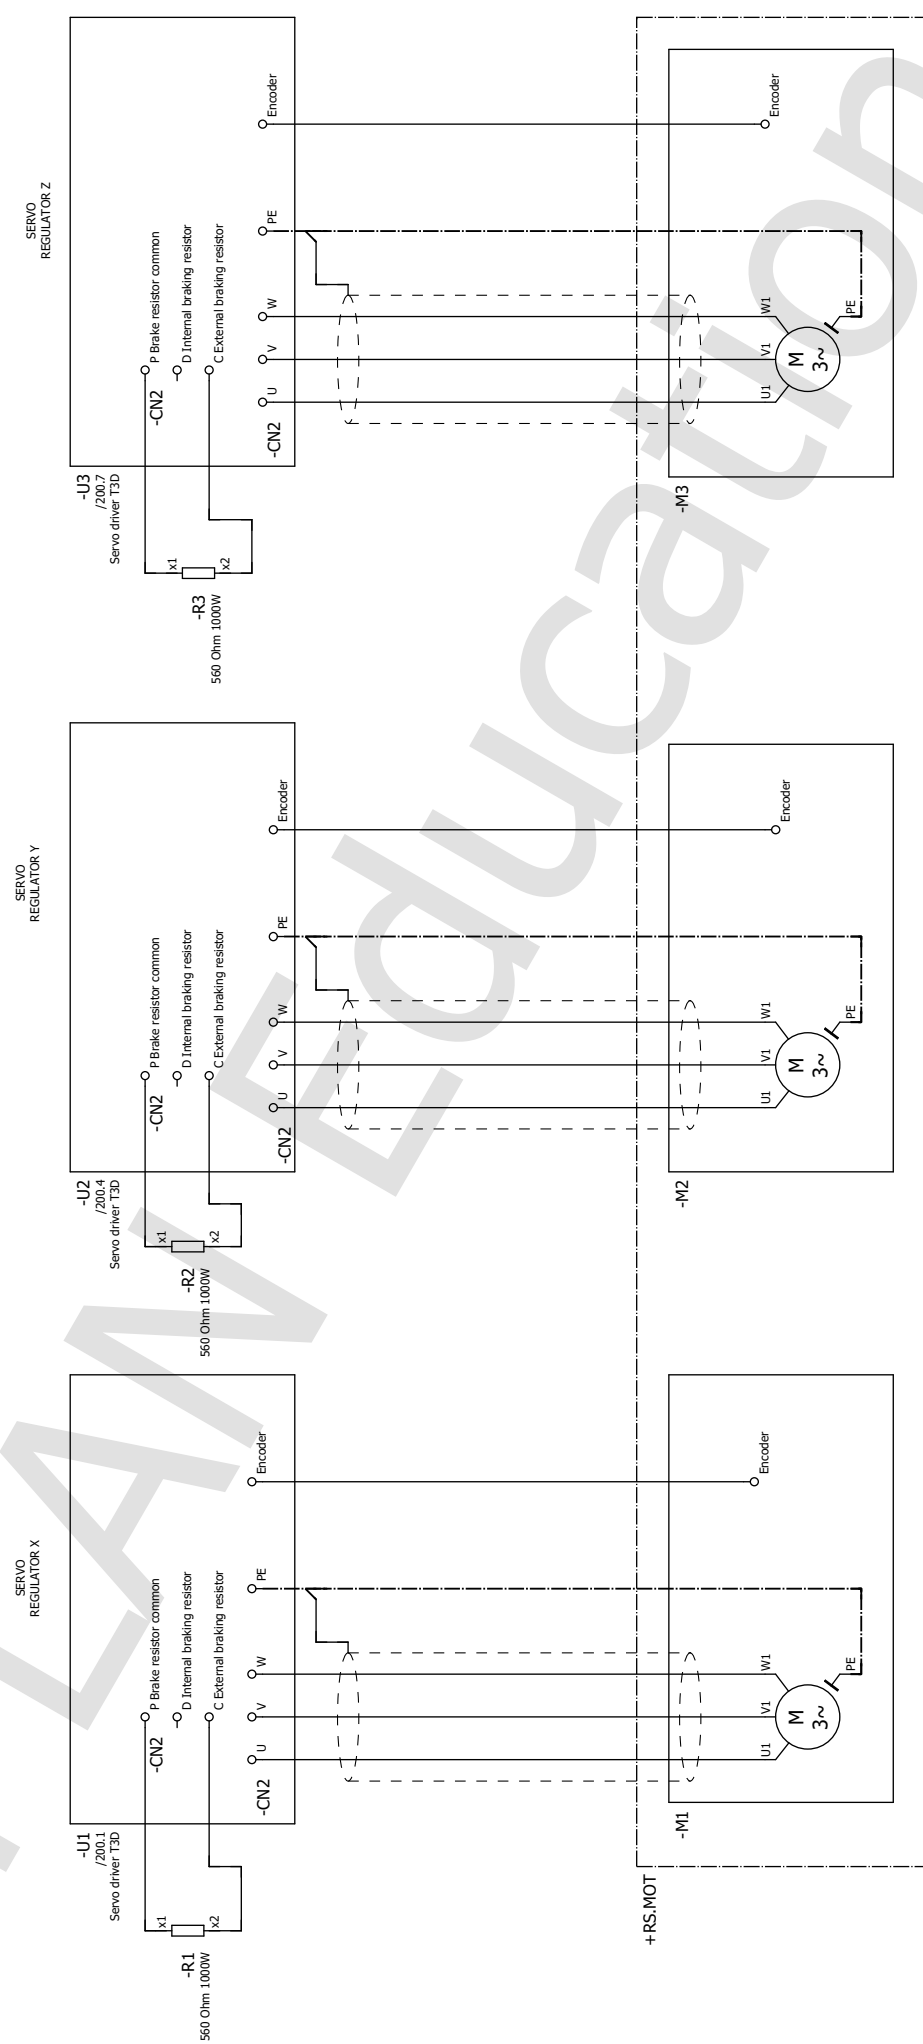 SERVO
REGULATOR X
-U1
/200.1
Servo driver T3D
-R1
560 Ohm 1000W
x1
x2
-CN2
P Brake resistor common
D Internal braking resistor
C External braking resistor
-CN2
U
V
W
PE
Encoder
+RS.MOT
-M1
U1
V1
W1
PE
M
3~
Encoder
SERVO
REGULATOR Y
-U2
/200.4
Servo driver T3D
-R2
560 Ohm 1000W
x1
x2
-CN2
P Brake resistor common
D Internal braking resistor
C External braking resistor
-CN2
U
V
W
PE
Encoder
-M2
U1
V1
W1
PE
M
3~
Encoder
SERVO
REGULATOR Z
-U3
/200.7
Servo driver T3D
-R3
560 Ohm 1000W
x1
x2
-CN2
P Brake resistor common
D Internal braking resistor
C External braking resistor
-CN2
U
V
W
PE
Encoder
-M3
U1
V1
W1
PE
M
3~
Encoder
LAN Education